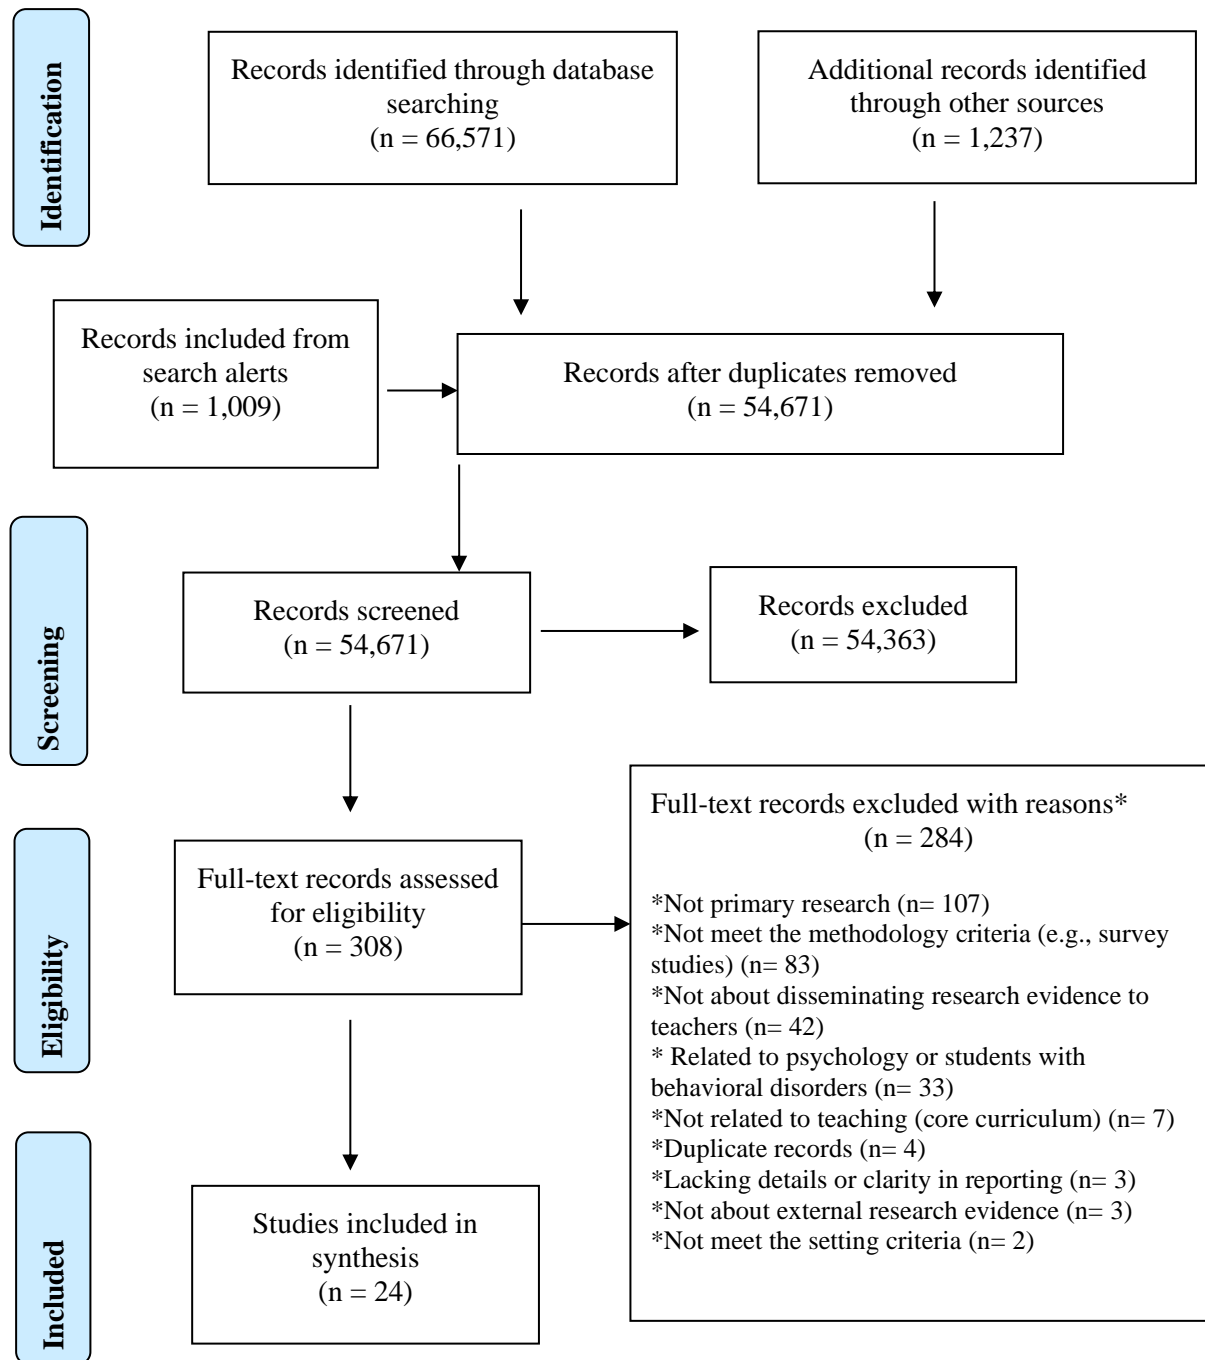 Identification
Records identified through database
searching
(n = 66,571)
Additional records identified
through other sources
(n = 1,237)
Records included from
search alerts
(n = 1,009)
Records after duplicates removed
(n = 54,671)
Screening
Records screened
(n = 54,671)
Records excluded
(n = 54,363)
Eligibility
Full-text records assessed
for eligibility
(n = 308)
Full-text records excluded with reasons*
(n = 284)
*Not primary research (n= 107)
*Not meet the methodology criteria (e.g., survey
studies) (n= 83)
*Not about disseminating research evidence to
teachers (n= 42)
* Related to psychology or students with
behavioral disorders (n= 33)
*Not related to teaching (core curriculum) (n= 7)
*Duplicate records (n= 4)
*Lacking details or clarity in reporting (n= 3)
*Not about external research evidence (n= 3)
*Not meet the setting criteria (n= 2)
Included
Studies included in
synthesis
(n = 24)